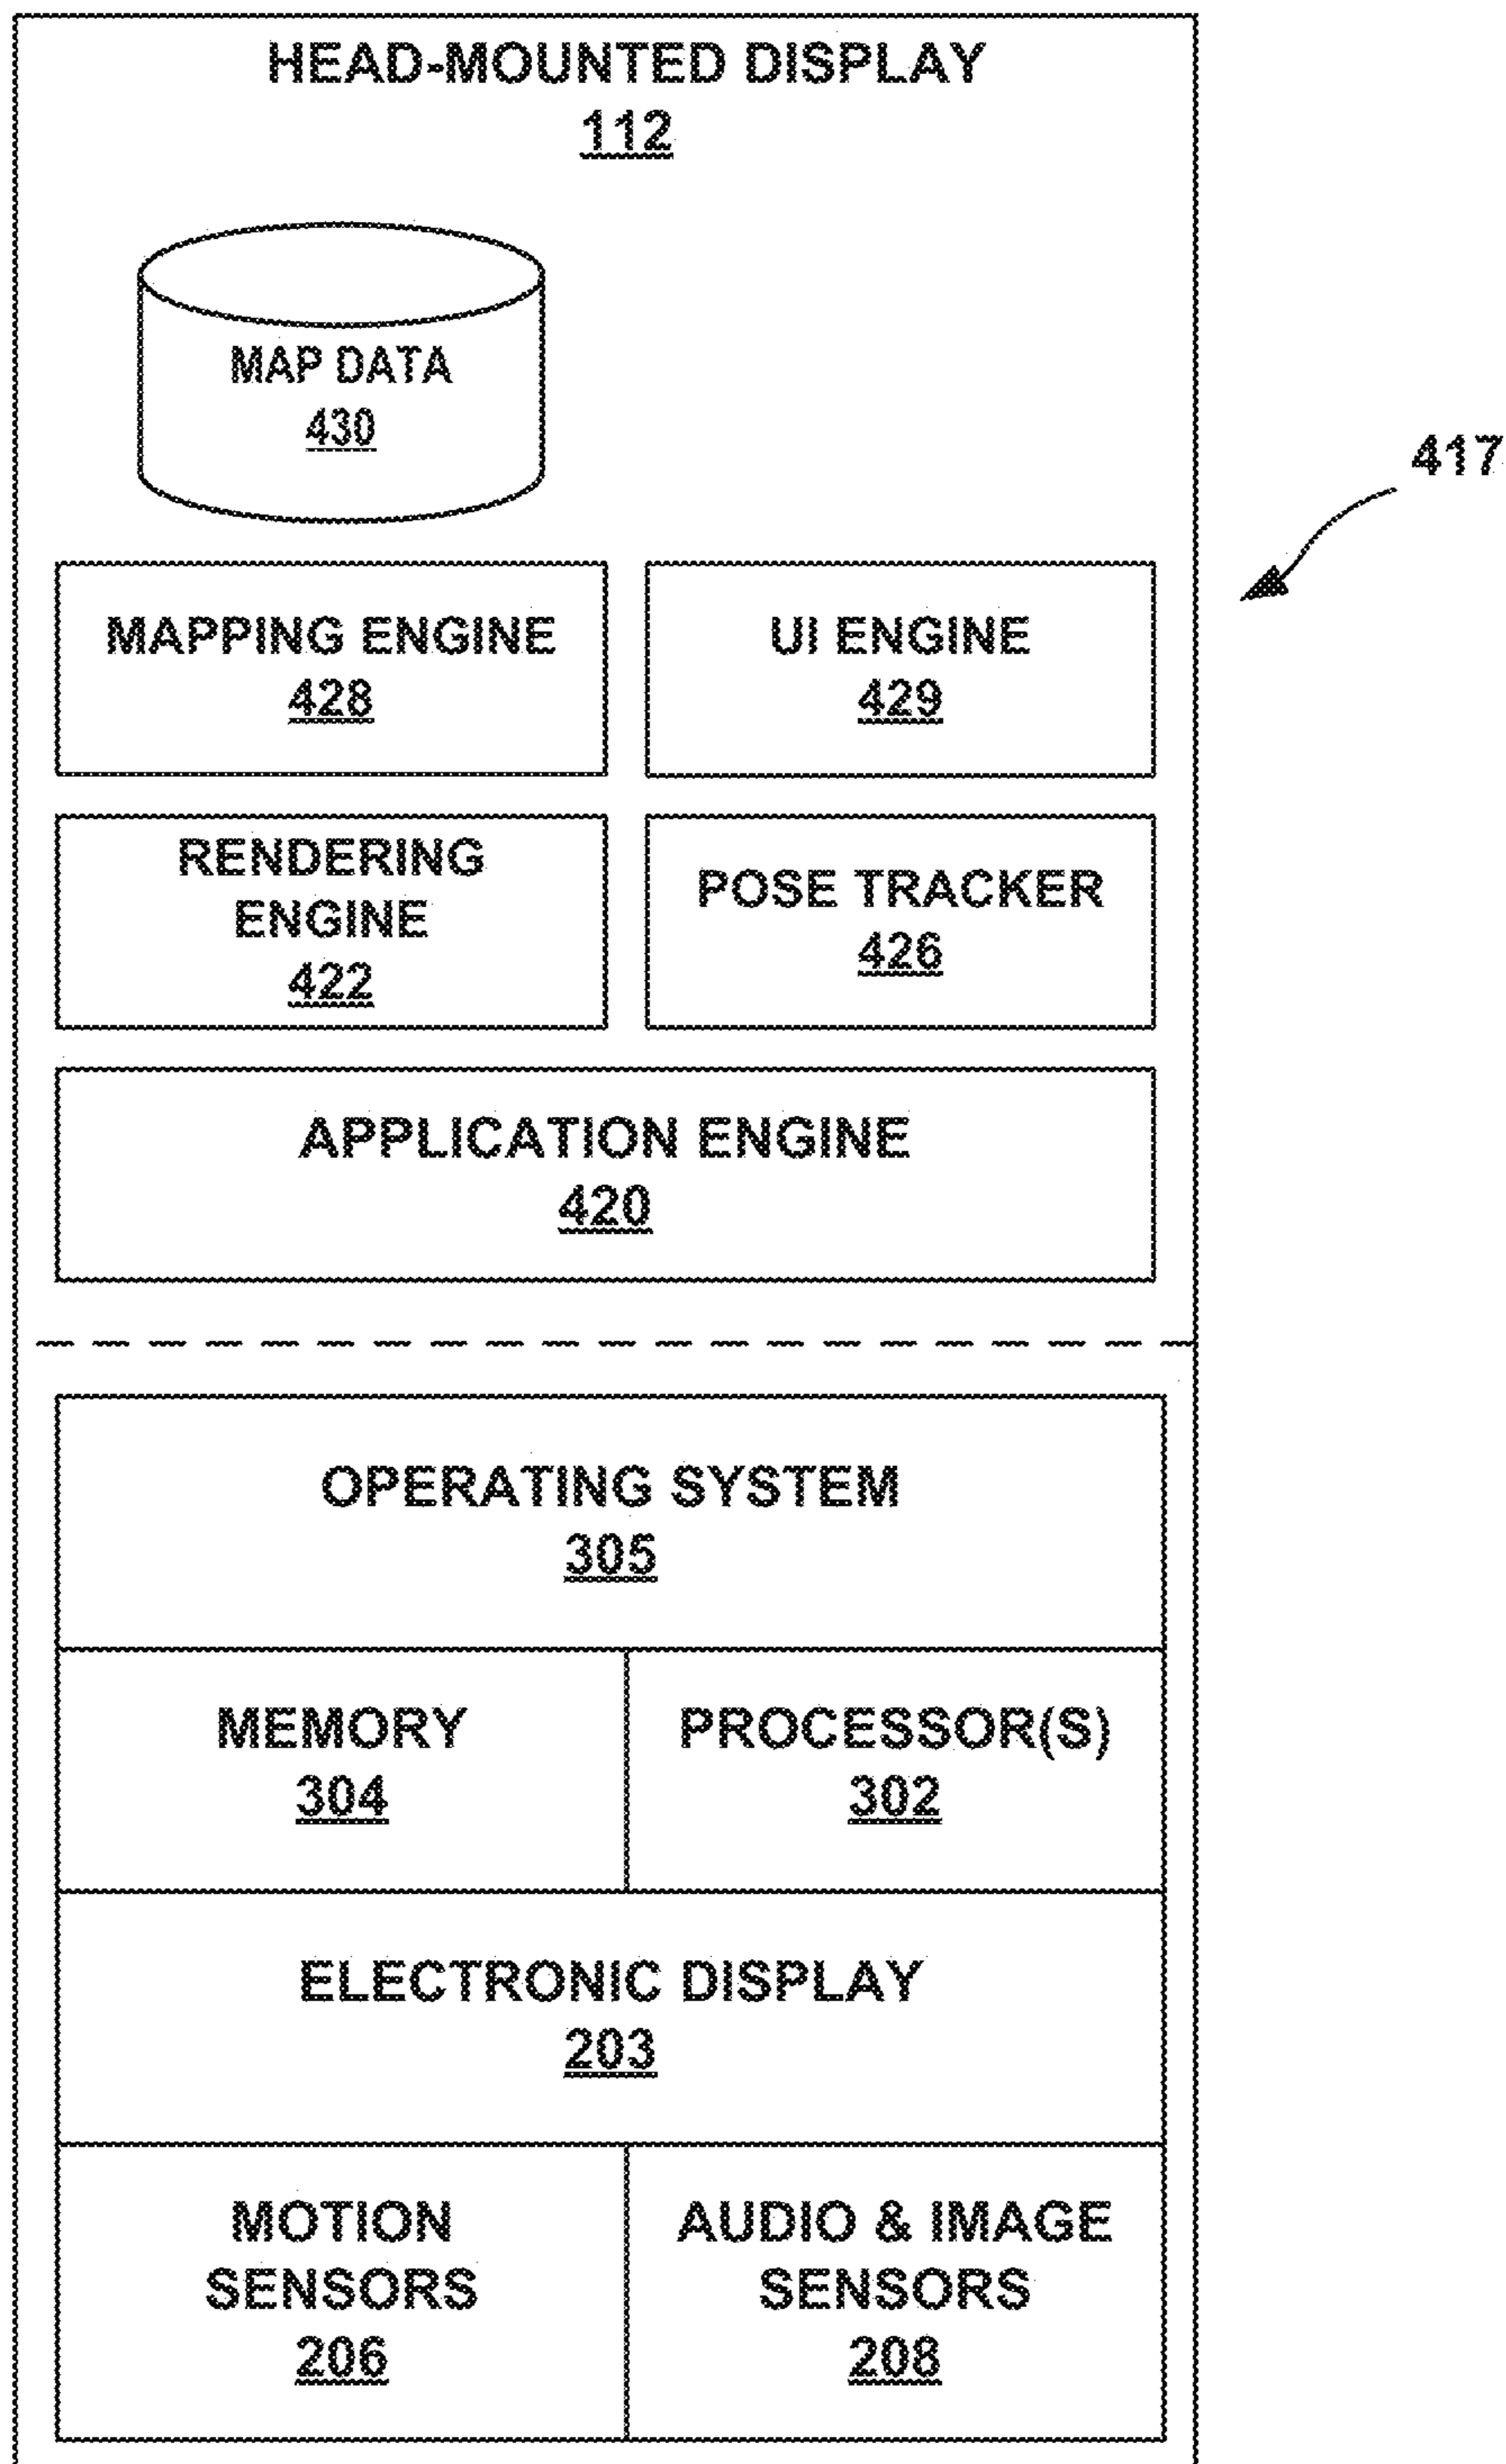 HEAD-MOUNTED DISPLAY
112
MAP DATA
430
417
MAPPING ENGINE
428
UI ENGINE
429
RENDERING
ENGINE
422
POSE TRACKER
426
APPLICATION ENGINE
420
OPERATING SYSTEM
305
MEMORY
304
PROCESSOR(S)
302
ELECTRONIC DISPLAY
203
MOTION
SENSORS
206
AUDIO & IMAGE
SENSORS
208